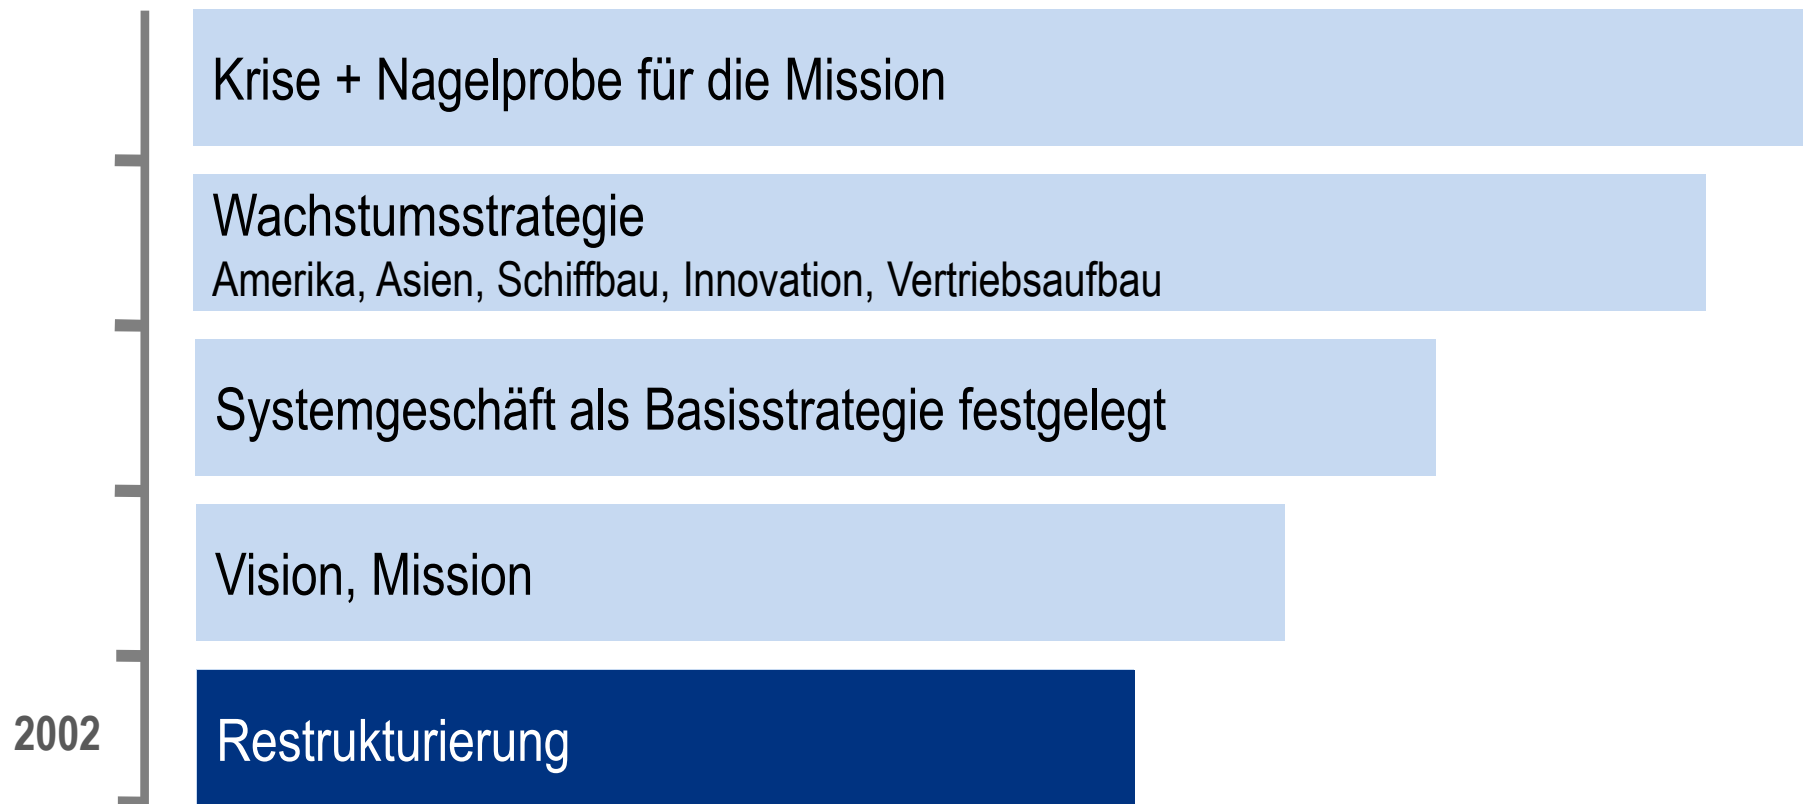 Krise + Nagelprobe für die Mission
Wachstumsstrategie
Amerika, Asien, Schiffbau, Innovation, Vertriebsaufbau
Systemgeschäft als Basisstrategie festgelegt
Vision, Mission
2002
Restrukturierung